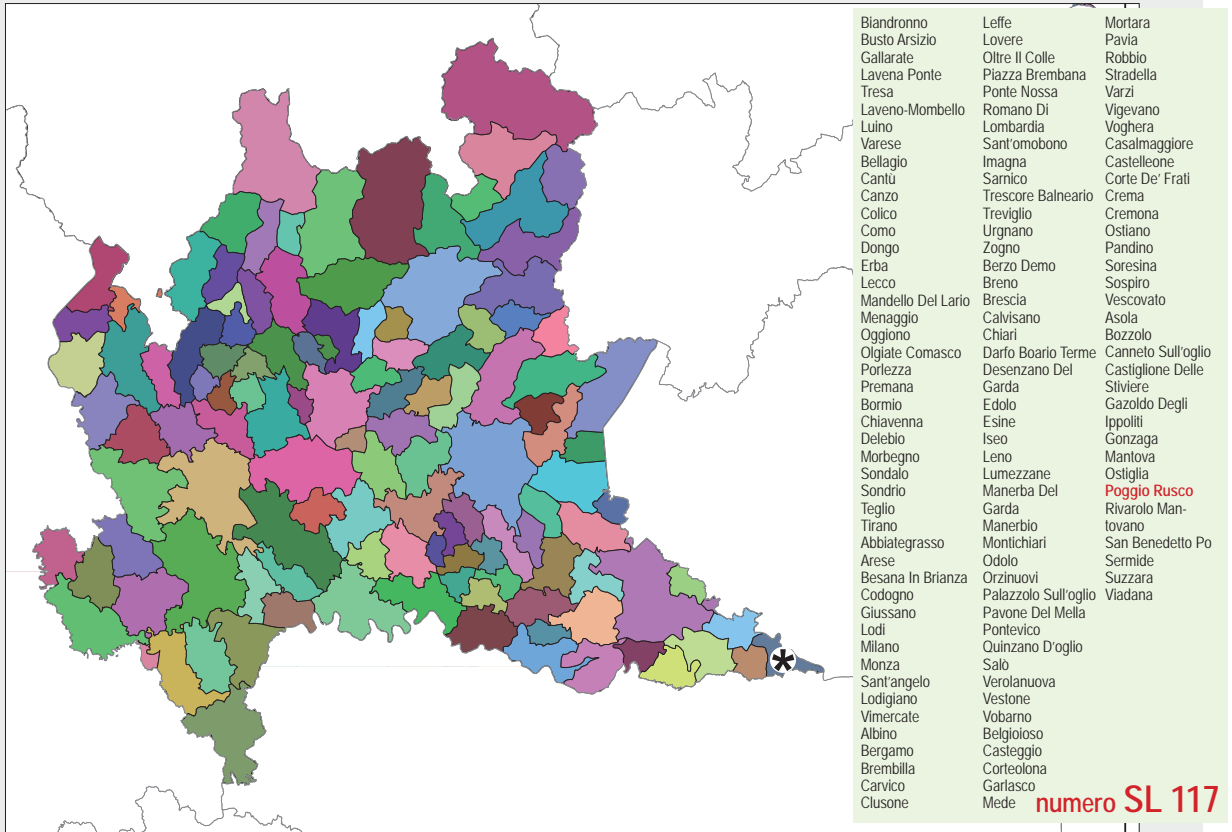 Biandronno
Busto Arsizio
Gallarate
Lavena Ponte
Tresa
Laveno-Mombello
Luino
Varese
Bellagio
Cantù
Canzo
Colico
Como
Dongo
Erba
Lecco
Mandello Del Lario
Menaggio
Oggiono
Olgiate Comasco
Porlezza
Premana
Bormio
Chiavenna
Delebio
Morbegno
Sondalo
Sondrio
Teglio
Tirano
Abbiategrasso
Arese
Besana In Brianza
Codogno
Giussano
Lodi
Milano
Monza
Sant'angelo
Lodigiano
Vimercate
Albino
Bergamo
Brembilla
Carvico
Clusone
Leffe
Lovere
Oltre Il Colle
Piazza Brembana
Ponte Nossa
Romano Di
Lombardia
Sant'omobono
Imagna
Sarnico
Trescore Balneario
Treviglio
Urgnano
Zogno
Berzo Demo
Breno
Brescia
Calvisano
Chiari
Darfo Boario Terme
Desenzano Del
Garda
Edolo
Esine
Iseo
Leno
Lumezzane
Manerba Del
Garda
Manerbio
Montichiari
Odolo
Orzinuovi
Palazzolo Sull'oglio
Pavone Del Mella
Pontevico
Quinzano D'oglio
Salò
Verolanuova
Vestone
Vobarno
Belgioioso
Casteggio
Corteolona
Garlasco
Mede
Mortara
Pavia
Robbio
Stradella
Varzi
Vigevano
Voghera
Casalmaggiore
Castelleone
Corte De' Frati
Crema
Cremona
Ostiano
Pandino
Soresina
Sospiro
Vescovato
Asola
Bozzolo
Canneto Sull'oglio
Castiglione Delle
Stiviere
Gazoldo Degli
Ippoliti
Gonzaga
Mantova
Ostiglia
Poggio Rusco
Rivarolo Man-
tovano
San Benedetto Po
Sermide
Suzzara
Viadana
numero SL 117
*